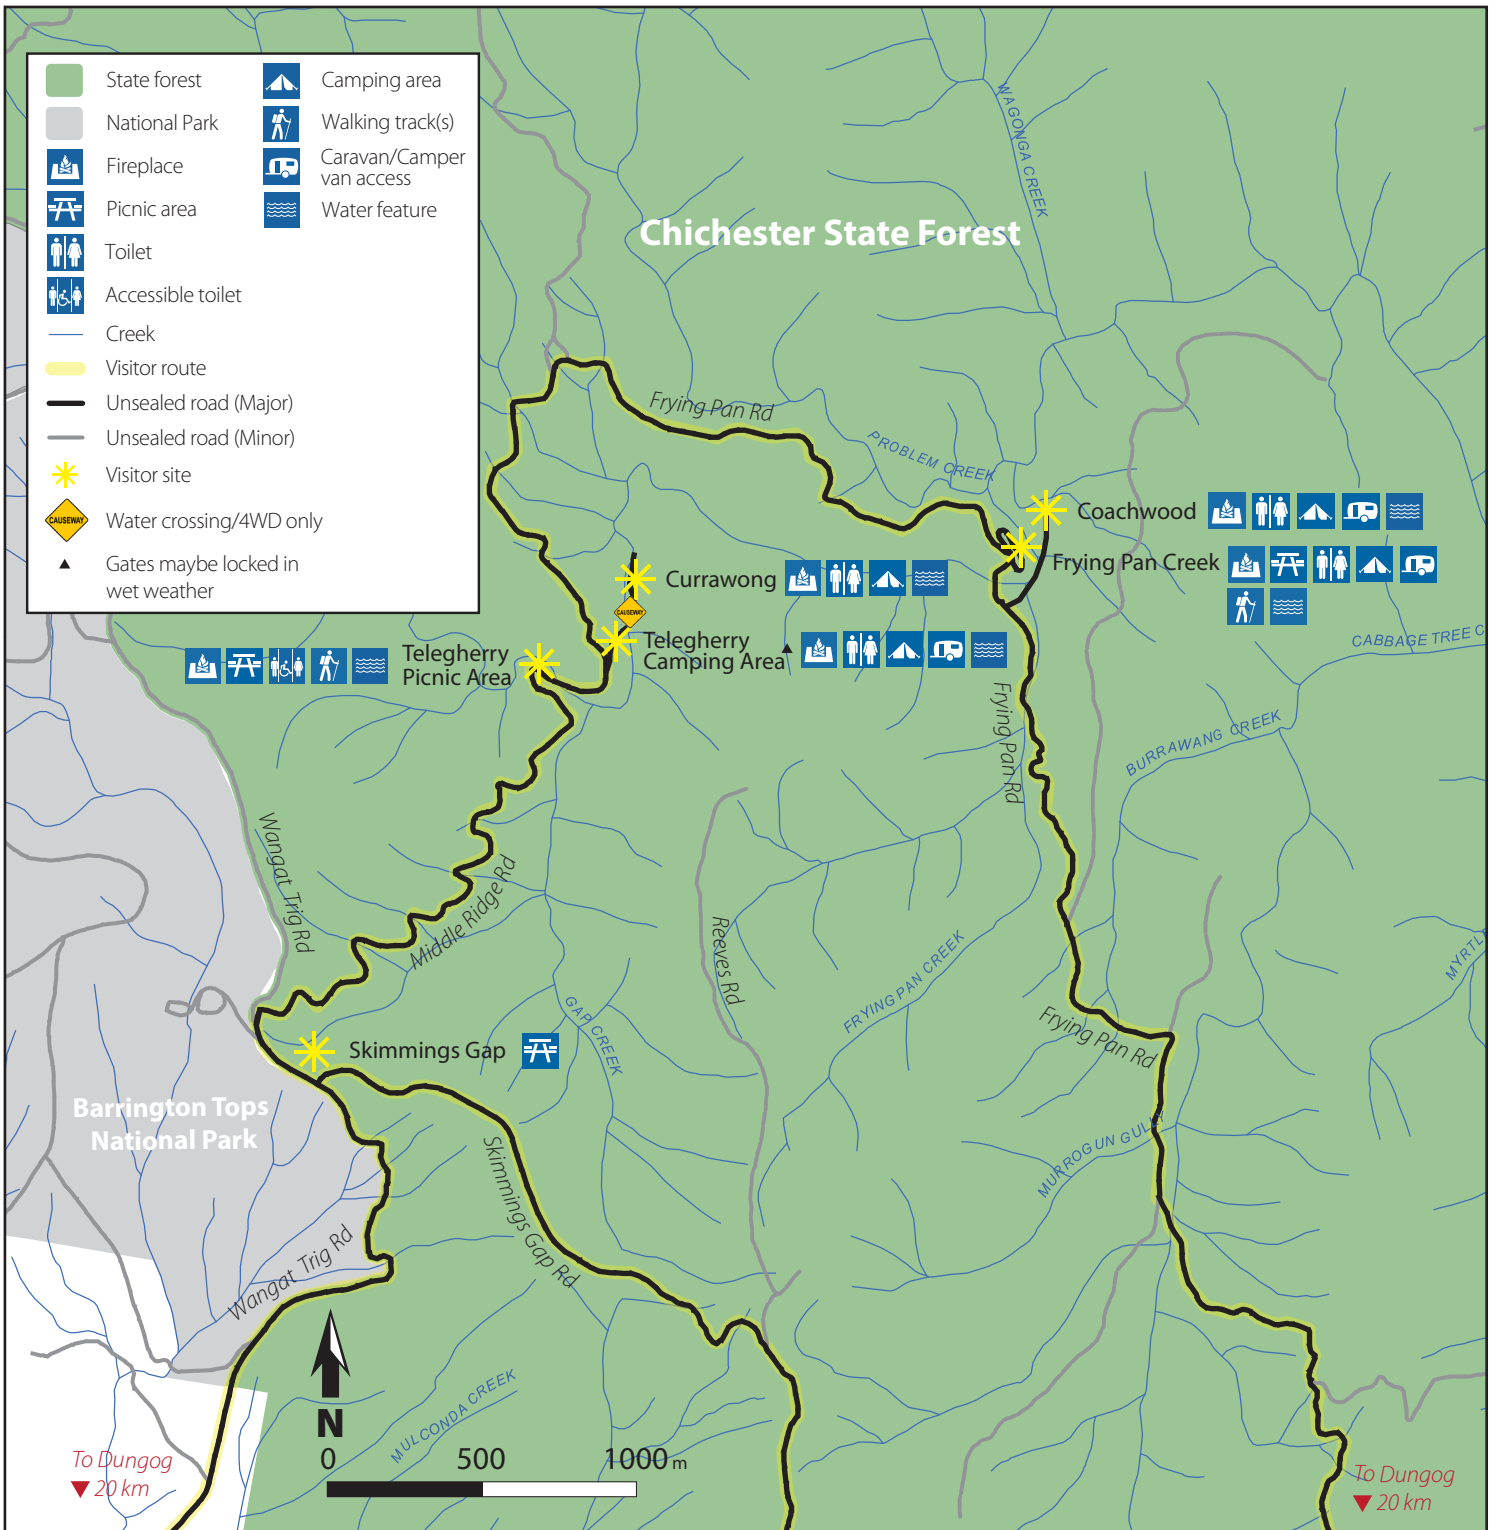 State forest
National Park
Fireplace
Picnic area
Toilet
Accessible toilet
Creek
Visitor route
Unsealed road (Major)
Unsealed road (Minor)
Visitor site
CAUSEWAY
Water crossing/4WD only
Gates maybe locked in
wet weather
Camping area
Walking track(s)
Caravan/Camper
van access
Water feature
WAGONGA CREEK
Chichester State Forest
Frying Pan Rd
PROBLEM CREEK
Coachwood
Frying Pan Creek
Currawong
CAUSEWAY
Telegherry
Camping Area
Telegherry
Picnic Area
CABBAGE TREE C
Frying Pan Rd
BURRAWANG CREEK
Wangat Trig Rd
Middle Ridge Rd
Reeves Rd
FRYING PAN CREEK
MYRTL
GAP CREEK
Frying Pan Rd
Skimmings Gap
Barrington Tops
National Park
MURROGUN GULLY
Skimmings Gap Rd
Wangat Trig Rd
N
MULCONDA CREEK
0 500 1000 m
To Dungog
20 km
To Dungog
20 km